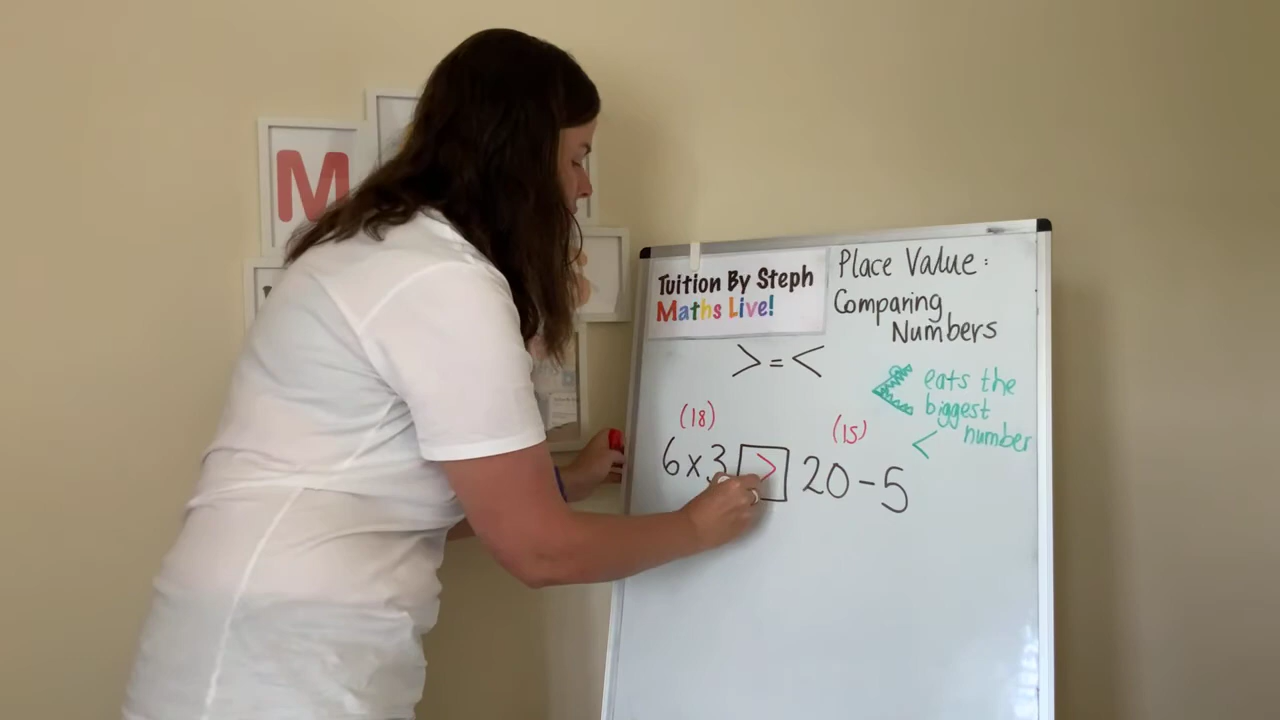 M
Tuition By Steph
Maths Live!
Place Value:
Comparing
Numbers
> = <
eats the
biggest
number
<
(18)
(15)
6×3 > 20-5